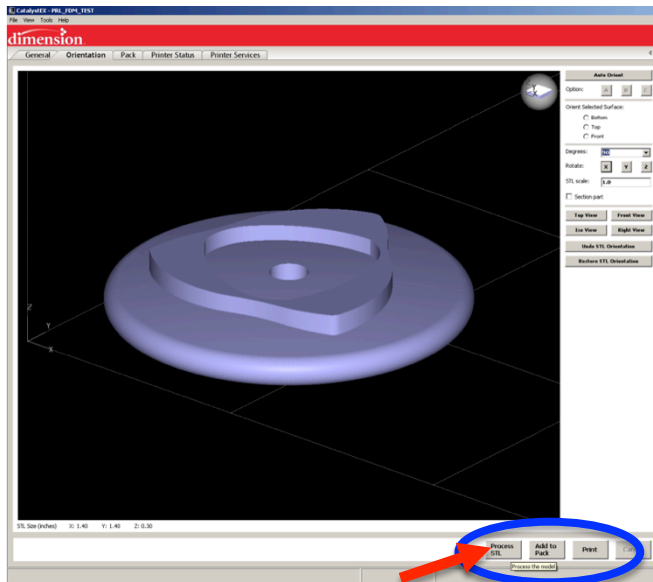 CatalystEX - PRL_FDM_TEST
File View Tools Help
dimension
General Orientation Pack Printer Status Printer Services
Auto Orient
Option: A B C
Orient Selected Surface:
Bottom
Top
Front
Degrees: 90
Rotate: X Y Z
STL scale: 1.0
Section part
Top View Front View
Iso View Right View
Undo STL Orientation
Restore STL Orientation
Z
Y
X
STL Size (inches) X: 1.40 Y: 1.40 Z: 0.30
Process STL Add to Pack Print
Process the model